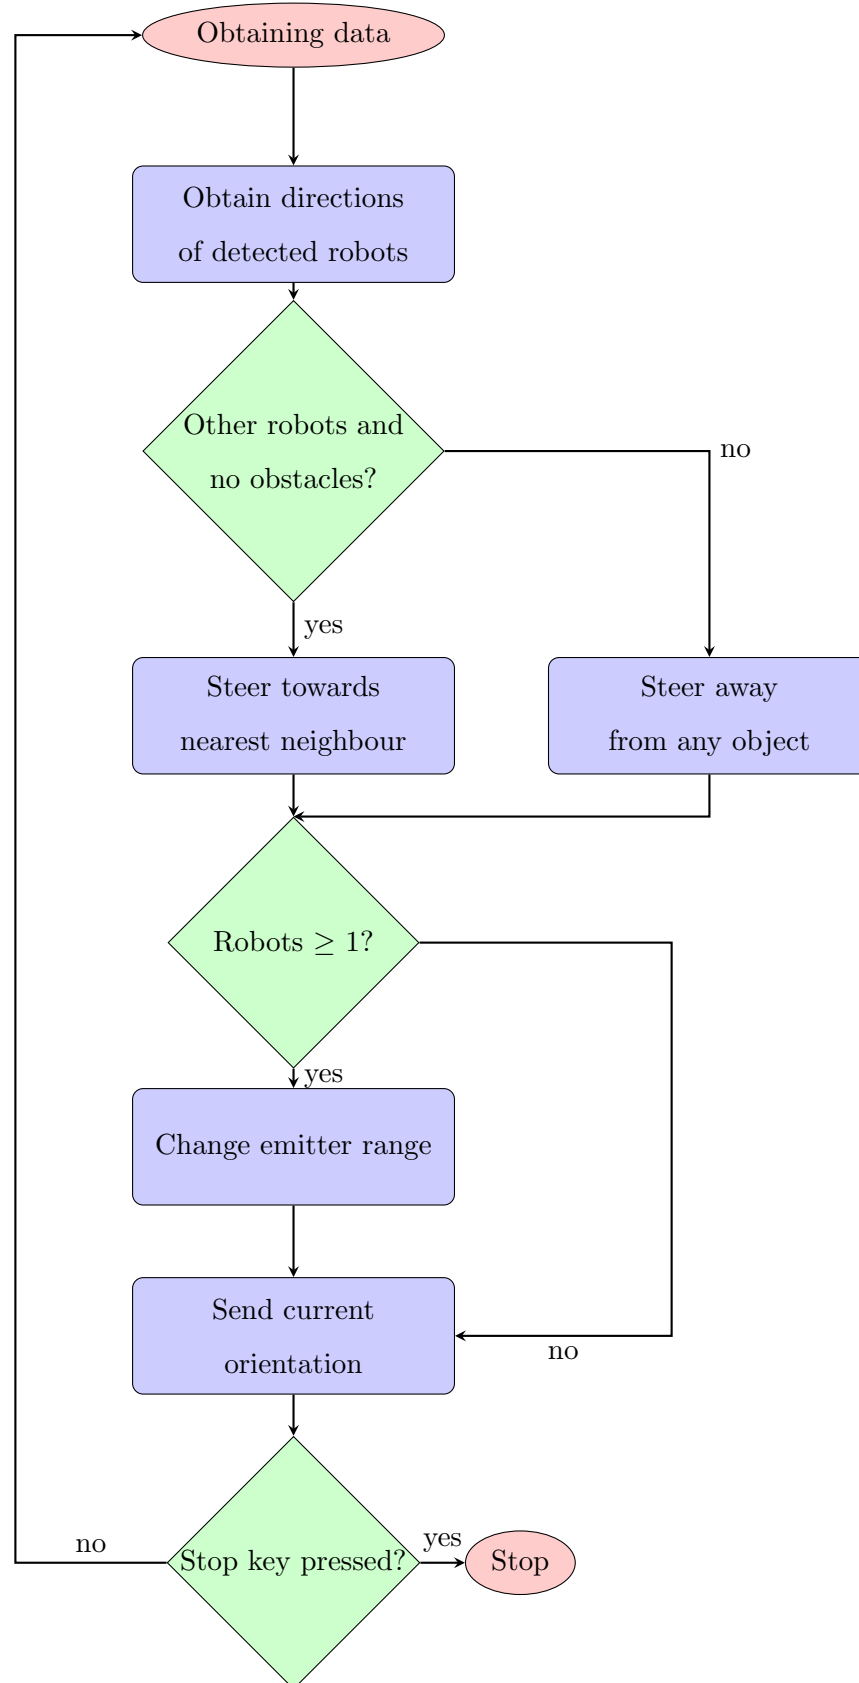 Obtaining data
Obtain directions
of detected robots
Other robots and
no obstacles?
no
yes
Steer towards
nearest neighbour
Steer away
from any object
Robots ≥ 1?
yes
Change emitter range
Send current
orientation
no
Stop key pressed?
no
yes
Stop